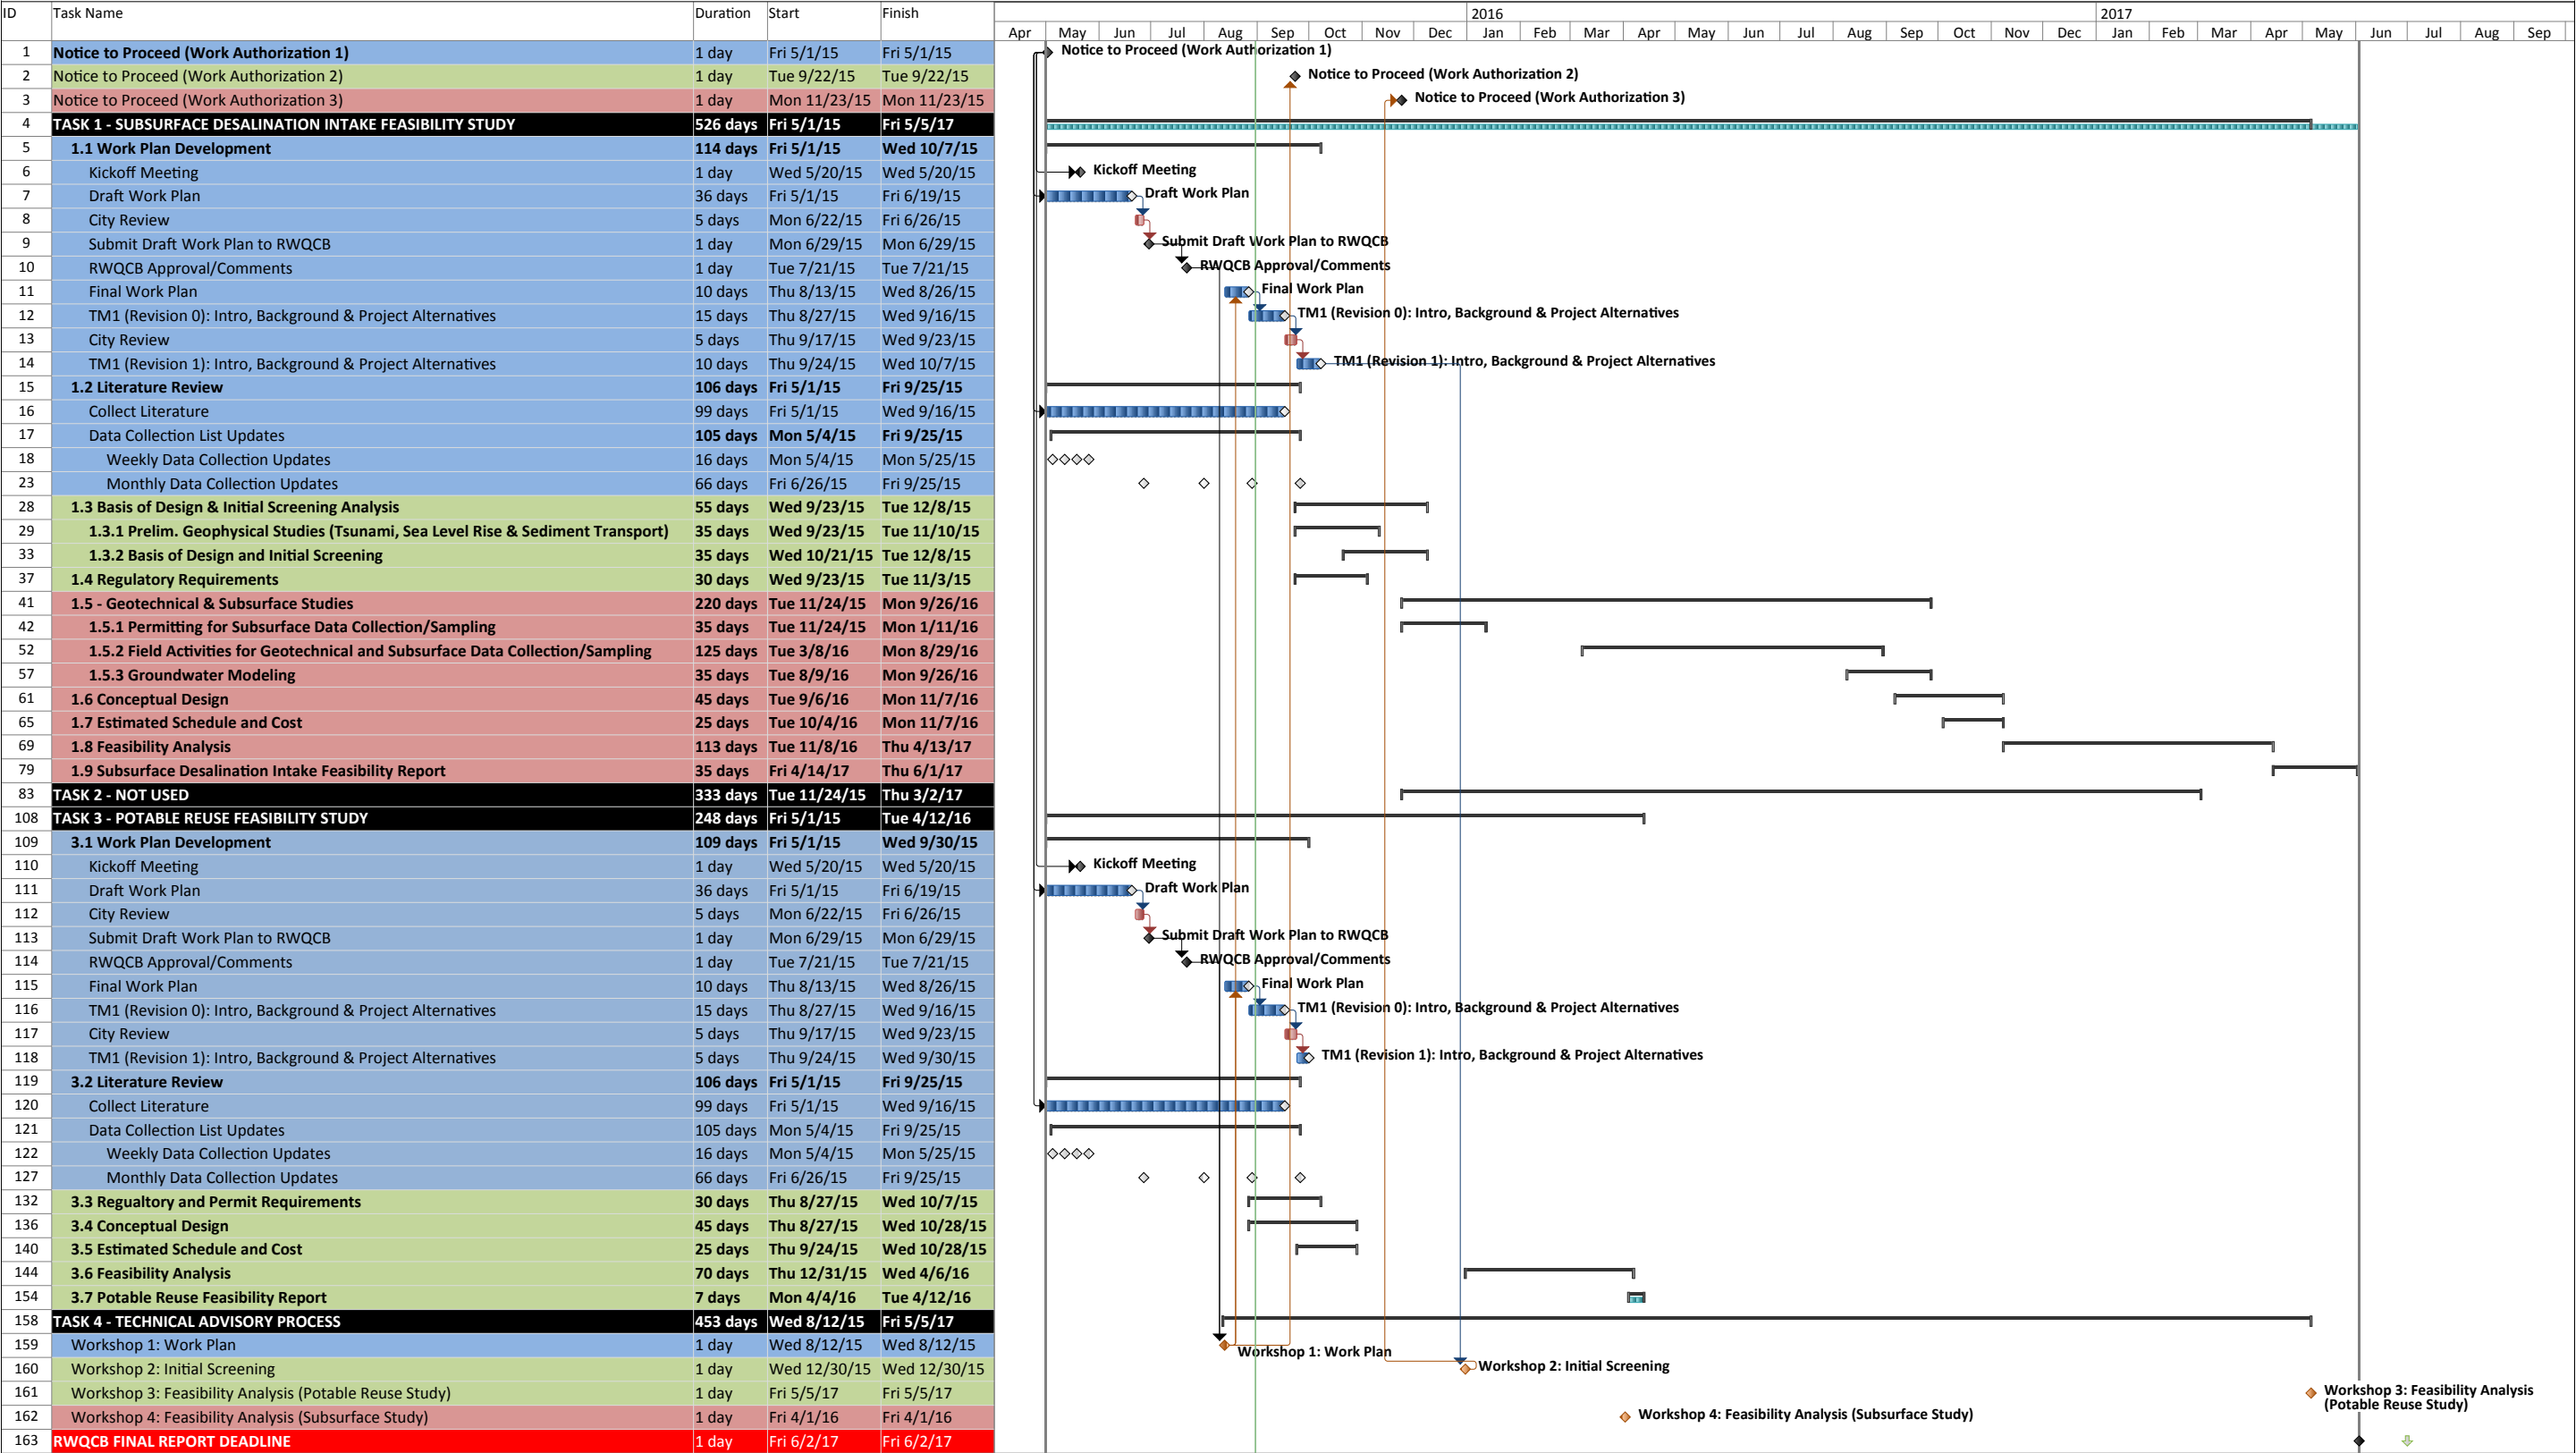 ID Task Name Duration Start Finish 2016 2017
Apr May Jun Jul Aug Sep Oct Nov Dec Jan Feb Mar Apr May Jun Jul Aug Sep Oct Nov Dec Jan Feb Mar Apr May Jun Jul Aug Sep
1 Notice to Proceed (Work Authorization 1) 1 day Fri 5/1/15 Fri 5/1/15 Notice to Proceed (Work Authorization 1)
2 Notice to Proceed (Work Authorization 2) 1 day Tue 9/22/15 Tue 9/22/15 Notice to Proceed (Work Authorization 2)
3 Notice to Proceed (Work Authorization 3) 1 day Mon 11/23/15 Mon 11/23/15 Notice to Proceed (Work Authorization 3)
4 TASK 1 - SUBSURFACE DESALINATION INTAKE FEASIBILITY STUDY 526 days Fri 5/1/15 Fri 5/5/17
5 1.1 Work Plan Development 114 days Fri 5/1/15 Wed 10/7/15
6 Kickoff Meeting 1 day Wed 5/20/15 Wed 5/20/15 Kickoff Meeting
7 Draft Work Plan 36 days Fri 5/1/15 Fri 6/19/15 Draft Work Plan
8 City Review 5 days Mon 6/22/15 Fri 6/26/15
9 Submit Draft Work Plan to RWQCB 1 day Mon 6/29/15 Mon 6/29/15 Submit Draft Work Plan to RWQCB
10 RWQCB Approval/Comments 1 day Tue 7/21/15 Tue 7/21/15 RWQCB Approval/Comments
11 Final Work Plan 10 days Thu 8/13/15 Wed 8/26/15 Final Work Plan
12 TM1 (Revision 0): Intro, Background & Project Alternatives 15 days Thu 8/27/15 Wed 9/16/15 TM1 (Revision 0): Intro, Background & Project Alternatives
13 City Review 5 days Thu 9/17/15 Wed 9/23/15
14 TM1 (Revision 1): Intro, Background & Project Alternatives 10 days Thu 9/24/15 Wed 10/7/15 TM1 (Revision 1): Intro, Background & Project Alternatives
15 1.2 Literature Review 106 days Fri 5/1/15 Fri 9/25/15
16 Collect Literature 99 days Fri 5/1/15 Wed 9/16/15
17 Data Collection List Updates 105 days Mon 5/4/15 Fri 9/25/15
18 Weekly Data Collection Updates 16 days Mon 5/4/15 Mon 5/25/15
23 Monthly Data Collection Updates 66 days Fri 6/26/15 Fri 9/25/15
28 1.3 Basis of Design & Initial Screening Analysis 55 days Wed 9/23/15 Tue 12/8/15
29 1.3.1 Prelim. Geophysical Studies (Tsunami, Sea Level Rise & Sediment Transport) 35 days Wed 9/23/15 Tue 11/10/15
33 1.3.2 Basis of Design and Initial Screening 35 days Wed 10/21/15 Tue 12/8/15
37 1.4 Regulatory Requirements 30 days Wed 9/23/15 Tue 11/3/15
41 1.5 - Geotechnical & Subsurface Studies 220 days Tue 11/24/15 Mon 9/26/16
42 1.5.1 Permitting for Subsurface Data Collection/Sampling 35 days Tue 11/24/15 Mon 1/11/16
52 1.5.2 Field Activities for Geotechnical and Subsurface Data Collection/Sampling 125 days Tue 3/8/16 Mon 8/29/16
57 1.5.3 Groundwater Modeling 35 days Tue 8/9/16 Mon 9/26/16
61 1.6 Conceptual Design 45 days Tue 9/6/16 Mon 11/7/16
65 1.7 Estimated Schedule and Cost 25 days Tue 10/4/16 Mon 11/7/16
69 1.8 Feasibility Analysis 113 days Tue 11/8/16 Thu 4/13/17
79 1.9 Subsurface Desalination Intake Feasibility Report 35 days Fri 4/14/17 Thu 6/1/17
83 TASK 2 - NOT USED 333 days Tue 11/24/15 Thu 3/2/17
108 TASK 3 - POTABLE REUSE FEASIBILITY STUDY 248 days Fri 5/1/15 Tue 4/12/16
109 3.1 Work Plan Development 109 days Fri 5/1/15 Wed 9/30/15
110 Kickoff Meeting 1 day Wed 5/20/15 Wed 5/20/15 Kickoff Meeting
111 Draft Work Plan 36 days Fri 5/1/15 Fri 6/19/15 Draft Work Plan
112 City Review 5 days Mon 6/22/15 Fri 6/26/15
113 Submit Draft Work Plan to RWQCB 1 day Mon 6/29/15 Mon 6/29/15 Submit Draft Work Plan to RWQCB
114 RWQCB Approval/Comments 1 day Tue 7/21/15 Tue 7/21/15 RWQCB Approval/Comments
115 Final Work Plan 10 days Thu 8/13/15 Wed 8/26/15 Final Work Plan
116 TM1 (Revision 0): Intro, Background & Project Alternatives 15 days Thu 8/27/15 Wed 9/16/15 TM1 (Revision 0): Intro, Background & Project Alternatives
117 City Review 5 days Thu 9/17/15 Wed 9/23/15
118 TM1 (Revision 1): Intro, Background & Project Alternatives 5 days Thu 9/24/15 Wed 9/30/15 TM1 (Revision 1): Intro, Background & Project Alternatives
119 3.2 Literature Review 106 days Fri 5/1/15 Fri 9/25/15
120 Collect Literature 99 days Fri 5/1/15 Wed 9/16/15
121 Data Collection List Updates 105 days Mon 5/4/15 Fri 9/25/15
122 Weekly Data Collection Updates 16 days Mon 5/4/15 Mon 5/25/15
127 Monthly Data Collection Updates 66 days Fri 6/26/15 Fri 9/25/15
132 3.3 Regualtory and Permit Requirements 30 days Thu 8/27/15 Wed 10/7/15
136 3.4 Conceptual Design 45 days Thu 8/27/15 Wed 10/28/15
140 3.5 Estimated Schedule and Cost 25 days Thu 9/24/15 Wed 10/28/15
144 3.6 Feasibility Analysis 70 days Thu 12/31/15 Wed 4/6/16
154 3.7 Potable Reuse Feasibility Report 7 days Mon 4/4/16 Tue 4/12/16
158 TASK 4 - TECHNICAL ADVISORY PROCESS 453 days Wed 8/12/15 Fri 5/5/17
159 Workshop 1: Work Plan 1 day Wed 8/12/15 Wed 8/12/15 Workshop 1: Work Plan
160 Workshop 2: Initial Screening 1 day Wed 12/30/15 Wed 12/30/15 Workshop 2: Initial Screening
161 Workshop 3: Feasibility Analysis (Potable Reuse Study) 1 day Fri 5/5/17 Fri 5/5/17 Workshop 3: Feasibility Analysis
(Potable Reuse Study)
162 Workshop 4: Feasibility Analysis (Subsurface Study) 1 day Fri 4/1/16 Fri 4/1/16 Workshop 4: Feasibility Analysis (Subsurface Study)
163 RWQCB FINAL REPORT DEADLINE 1 day Fri 6/2/17 Fri 6/2/17